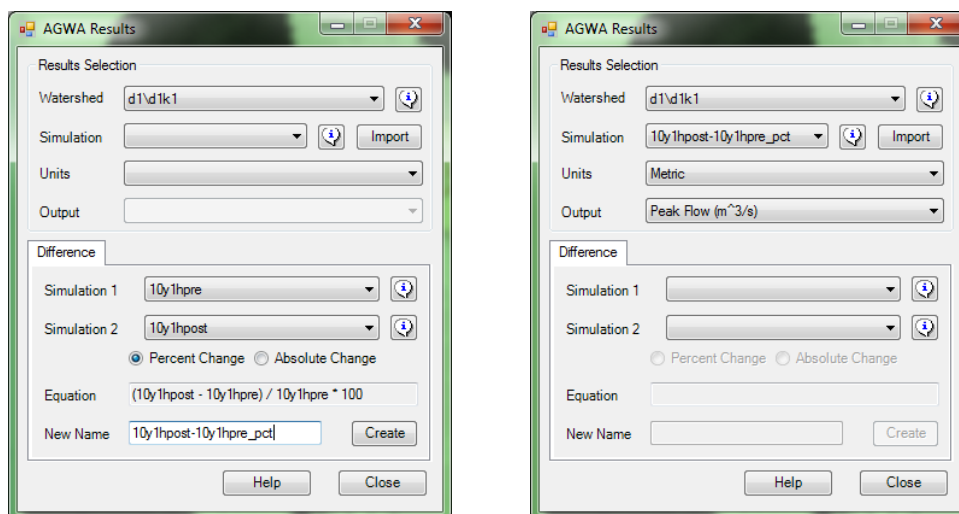 AGWA Results
Results Selection
Watershed d1\d1k1
Simulation Import
Units
Output
Difference
Simulation 1 10y1hpre
Simulation 2 10y1hpost
Percent Change Absolute Change
Equation (10y1hpost - 10y1hpre) / 10y1hpre * 100
New Name 10y1hpost-10y1hpre_pct Create
Help Close
AGWA Results
Results Selection
Watershed d1\d1k1
Simulation 10y1hpost-10y1hpre_pct Import
Units Metric
Output Peak Flow (m^3/s)
Difference
Simulation 1
Simulation 2
Percent Change Absolute Change
Equation
New Name Create
Help Close